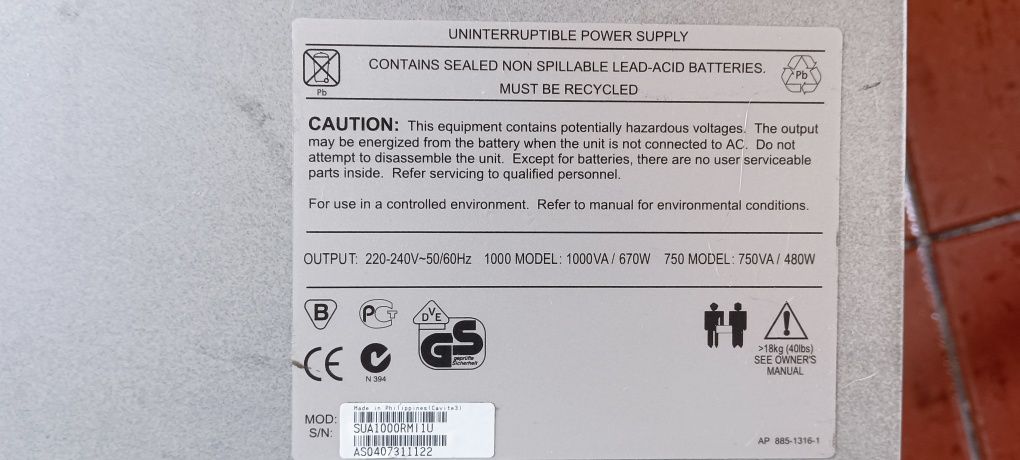 UNINTERRUPTIBLE POWER SUPPLY
Pb
CONTAINS SEALED NON SPILLABLE LEAD-ACID BATTERIES.
MUST BE RECYCLED
Pb
CAUTION: This equipment contains potentially hazardous voltages. The output
may be energized from the battery when the unit is not connected to AC. Do not
attempt to disassemble the unit. Except for batteries, there are no user serviceable
parts inside. Refer servicing to qualified personnel.
For use in a controlled environment. Refer to manual for environmental conditions.
OUTPUT: 220-240V~50/60Hz 1000 MODEL: 1000VA / 670W 750 MODEL: 750VA / 480W
B
PCT
DVE
GS
geprüfte
Sicherheit
CE
N 394
>18kg (40lbs)
SEE OWNER'S
MANUAL
Made in Philippines(Cavite3)
MOD: SUA1000RMI1U
S/N: AS0407311122
AP 885-1316-1